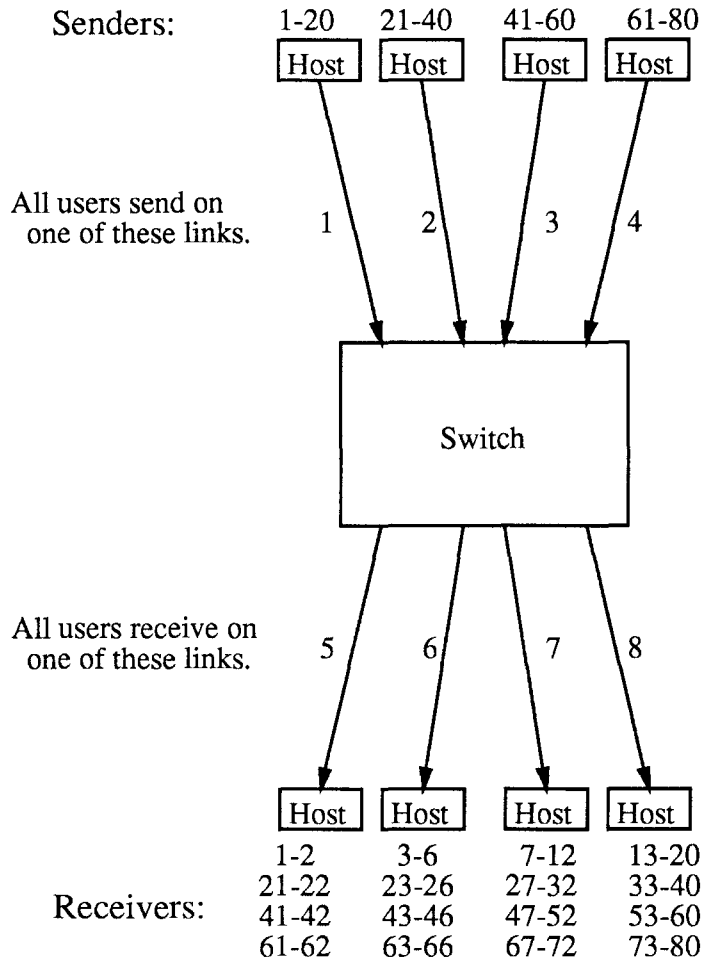 Senders: 1-20 21-40 41-60 61-80
Host Host Host Host
All users send on
one of these links.
1 2 3 4
Switch
All users receive on
one of these links.
5 6 7 8
Host Host Host Host
1-2 3-6 7-12 13-20
21-22 23-26 27-32 33-40
Receivers: 41-42 43-46 47-52 53-60
61-62 63-66 67-72 73-80